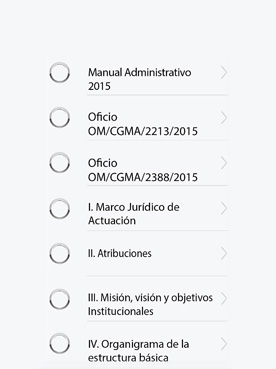 Manual Administrativo
2015
Oficio
OM/CGMA/2213/2015
Oficio
OM/CGMA/2388/2015
I. Marco Jurídico de
Actuación
II. Atribuciones
III. Misión, visión y objetivos
Institucionales
IV. Organigrama de la
estructura básica